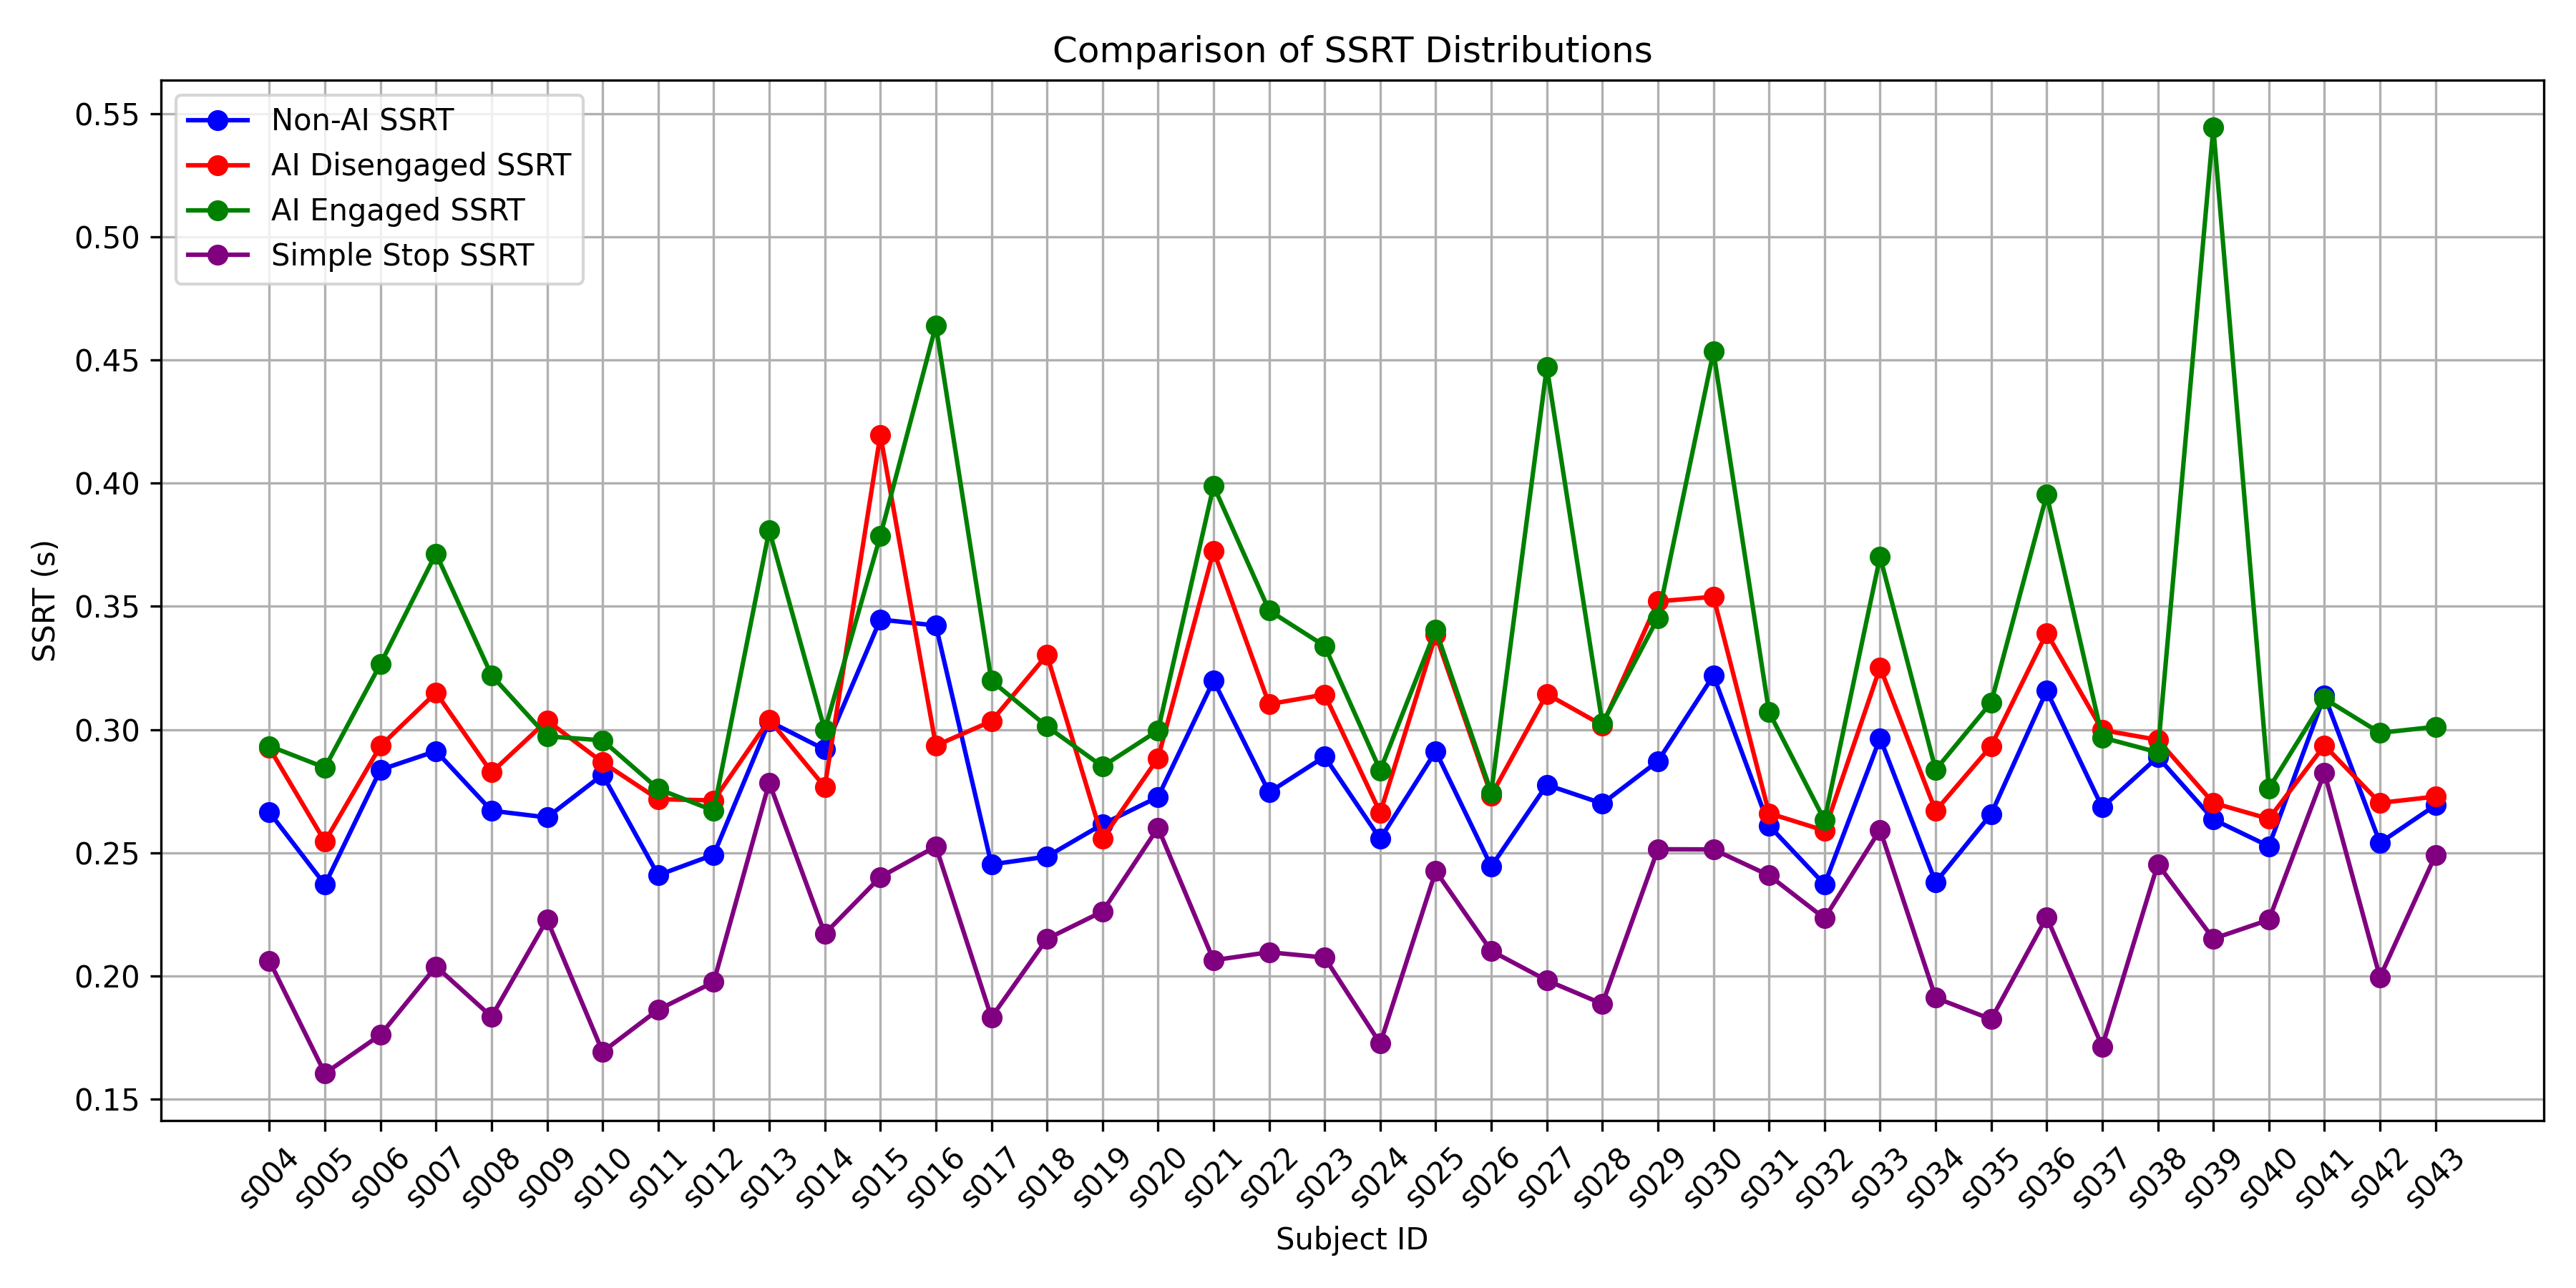 Comparison of SSRT Distributions
Non-AI SSRT
AI Disengaged SSRT
AI Engaged SSRT
Simple Stop SSRT
SSRT (s)
0.55
0.50
0.45
0.40
0.35
0.30
0.25
0.20
0.15
s004 s005 s006 s007 s008 s009 s010 s011 s012 s013 s014 s015 s016 s017 s018 s019 s020 s021 s022 s023 s024 s025 s026 s027 s028 s029 s030 s031 s032 s033 s034 s035 s036 s037 s038 s039 s040 s041 s042 s043
Subject ID